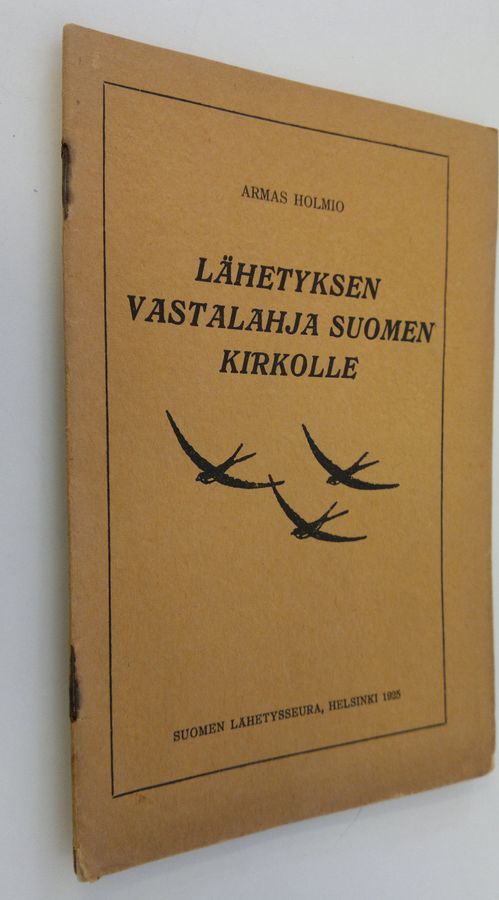 ARMAS HOLMIO
LÄHETYKSEN
VASTALAHJA SUOMEN
KIRKOLLE
SUOMEN LÄHETYSSEURA, HELSINKI 1925